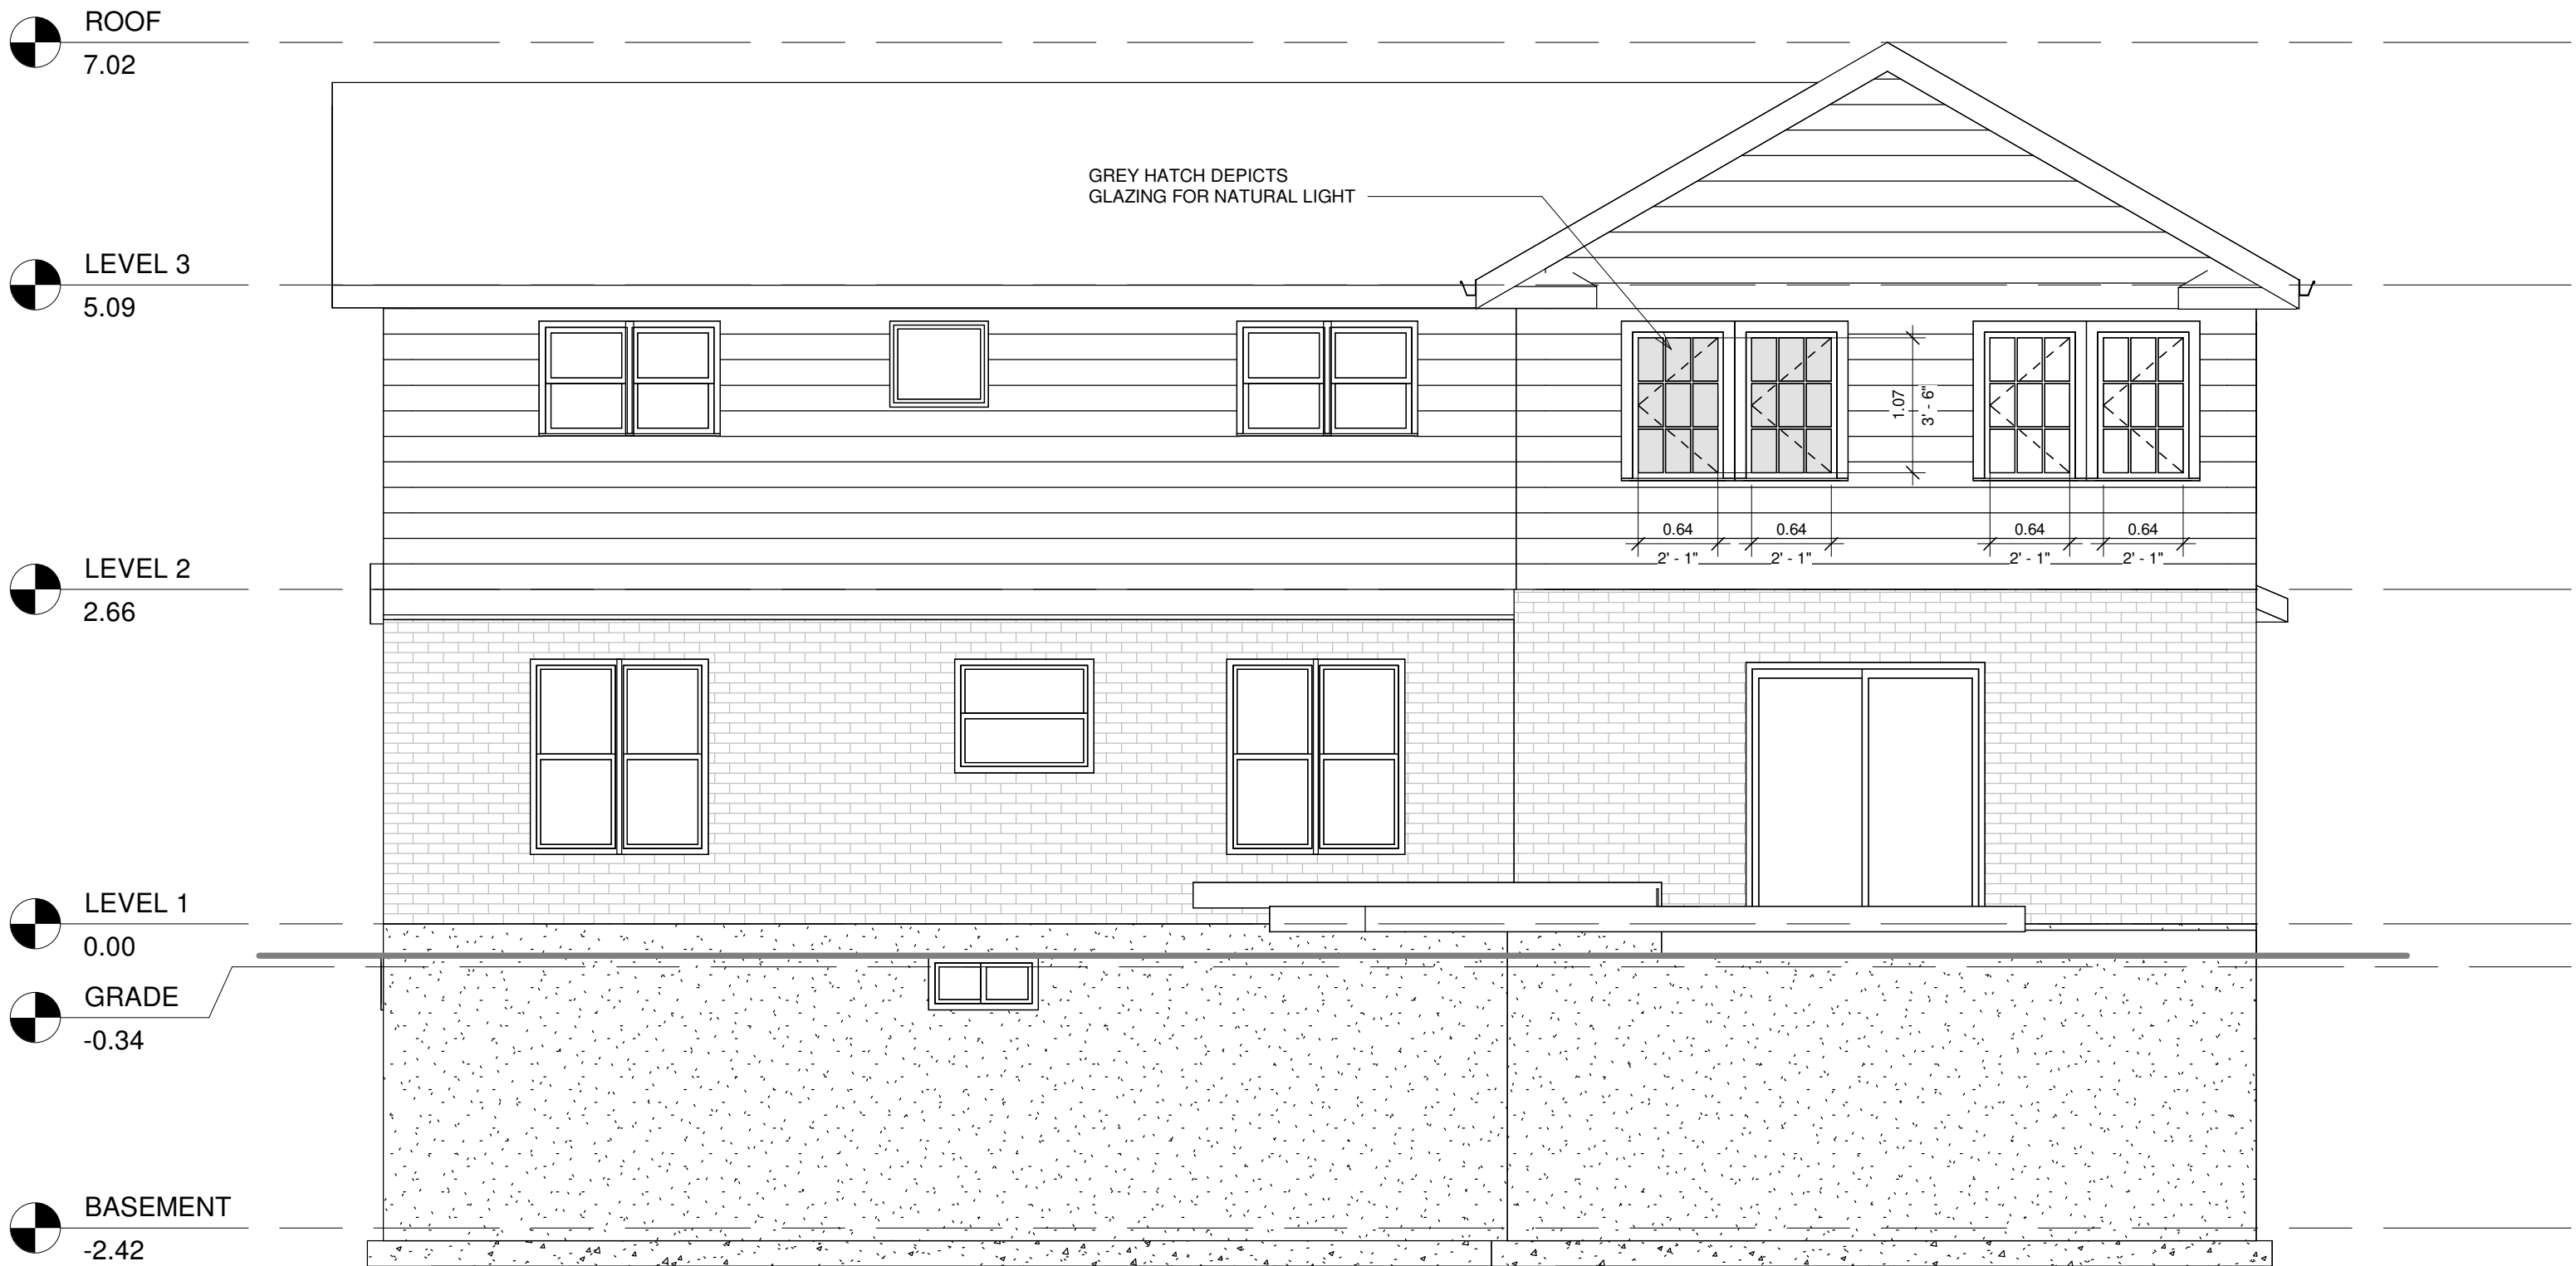 ROOF
7.02
GREY HATCH DEPICTS
GLAZING FOR NATURAL LIGHT
LEVEL 3
5.09
1.07
3' - 6"
0.64
0.64
0.64
0.64
2' - 1"
2' - 1"
2' - 1"
2' - 1"
LEVEL 2
2.66
LEVEL 1
0.00
GRADE
-0.34
BASEMENT
-2.42